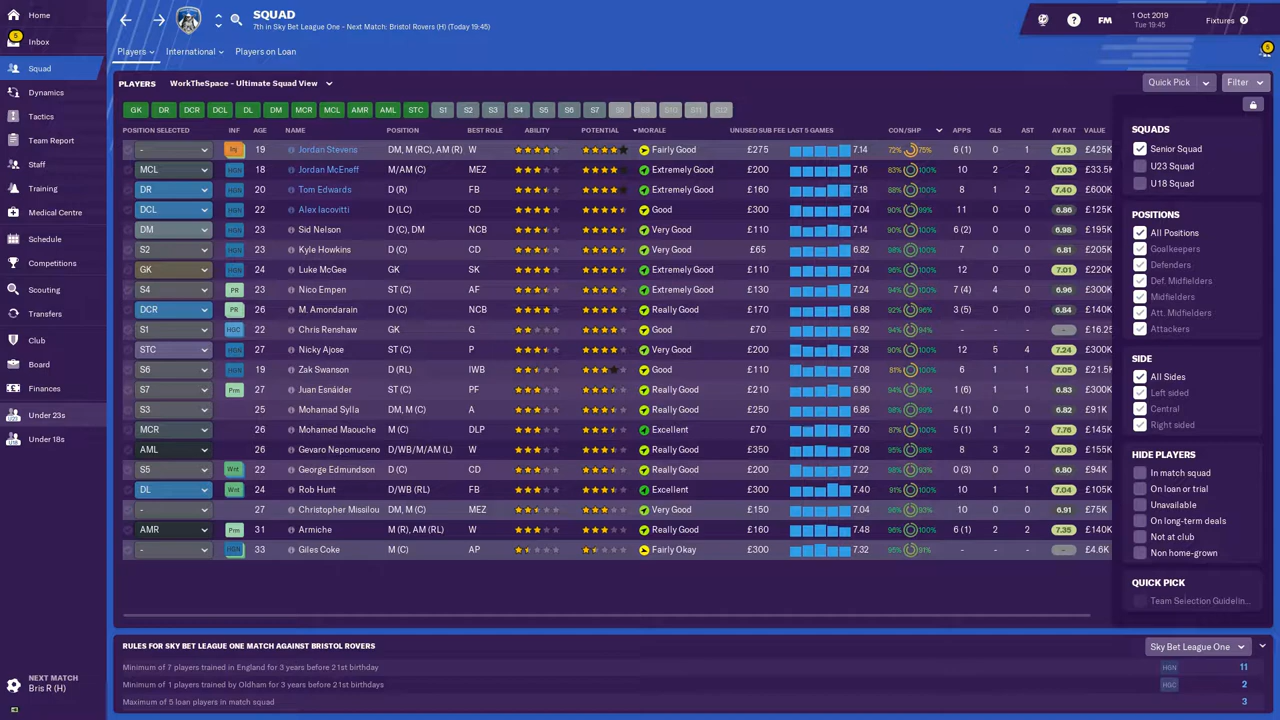 Home
5
Inbox
Squad
Dynamics
Tactics
Team Report
Staff
Training
Medical Centre
Schedule
Competitions
Scouting
Transfers
Club
Board
Finances
Under 23s
Under 18s
NEXT MATCH
Bris R (H)
SQUAD
7th in Sky Bet League One - Next Match: Bristol Rovers (H) (Today 19:45)
FM
1 Oct 2019
Tue 19:45
Fixtures
Players
International
Players on Loan
PLAYERS
WorkTheSpace - Ultimate Squad View
Quick Pick
Filter
GK DR DCR DCL DL DM MCR MCL AMR AML STC S1 S2 S3 S4 S5 S6 S7 S8 S9 S10 S11 S12
POSITION SELECTED INF AGE NAME POSITION BEST ROLE ABILITY POTENTIAL MORALE UNUSED SUB FEE LAST 5 GAMES CON/SHP APPS GLS AST AV RAT VALUE
- Inj 19 Jordan Stevens DM, M (RC), AM (R) W Fairly Good £275 7.14 72% 75% 6 (1) 0 1 7.13 £425K
MCL HGN 18 Jordan McEneff M/AM (C) MEZ Extremely Good £170 7.16 83% 100% 10 2 2 7.03 £33.5K
DR HGN 20 Tom Edwards D (R) FB Extremely Good £160 7.18 88% 100% 8 1 2 7.40 £600K
DCL HGN 22 Alex Iacovitti D (LC) CD Good £300 7.04 90% 99% 11 0 0 6.86 £125K
DM HGN 23 Sid Nelson D (C), DM NCB Very Good £110 7.14 90% 100% 6 (2) 0 0 6.98 £195K
S2 HGN 23 Kyle Howkins D (C) CD Very Good £65 6.82 98% 100% 7 0 0 6.81 £205K
GK HGN 24 Luke McGee GK SK Extremely Good £110 7.04 96% 100% 12 0 0 7.01 £220K
S4 PR 23 Nico Empen ST (C) AF Extremely Good £130 7.24 94% 100% 7 (4) 4 0 6.96 £300K
DCR PR 26 M. Amondarain D (C) NCB Really Good £170 6.88 92% 96% 3 (5) 0 0 6.84 £140K
S1 HGC 22 Chris Renshaw GK G Good £70 6.92 94% 94% - - - - £16.25
STC HGN 27 Nicky Ajose ST (C) W Very Good £200 7.38 90% 100% 12 5 4 7.24 £300K
S6 HGN 19 Zak Swanson D (RL) IWB Good £110 7.08 81% 100% 6 1 1 7.05 £21.5K
S7 Prm 27 Juan Esnáider ST (C) PF Really Good £210 6.90 94% 99% 1 (6) 1 0 6.83 £300K
S3 25 Mohamad Sylla DM, M (C) A Really Good £250 6.86 98% 99% 4 (1) 0 0 6.82 £91K
MCR 26 Mohamed Maouche M (C) DLP Excellent £70 7.60 87% 100% 5 (1) 1 2 7.76 £145K
AML 26 Gevaro Nepomuceno D/WB/M/AM (L) W Really Good £350 7.08 95% 98% 8 3 2 7.08 £155K
S5 Wnt 22 George Edmundson D (C) CD Really Good £200 7.22 98% 93% 0 (3) 0 0 6.80 £94K
DL Wnt 24 Rob Hunt D/WB (RL) FB Excellent £300 7.40 91% 100% 10 1 1 7.04 £105K
- 27 Christopher Missilou DM, M (C) MEZ Very Good £150 7.04 96% 93% 10 0 0 6.91 £75K
AMR Prm 31 Armiche M (R), AM (RL) W Really Good £160 7.48 96% 100% 6 (1) 2 2 7.35 £140K
- HGN 33 Giles Coke M (C) AP Fairly Okay £300 7.32 95% 91% - - - - £4.6K
SQUADS
Senior Squad
U23 Squad
U18 Squad
POSITIONS
All Positions
Goalkeepers
Defenders
Def. Midfielders
Midfielders
Att. Midfielders
Attackers
SIDE
All Sides
Left sided
Central
Right sided
HIDE PLAYERS
In match squad
On loan or trial
Unavailable
On long-term deals
Not at club
Non home-grown
QUICK PICK
Team Selection Guidelin...
RULES FOR SKY BET LEAGUE ONE MATCH AGAINST BRISTOL ROVERS
Sky Bet League One
Minimum of 7 players trained in England for 3 years before 21st birthday HGN 11
Minimum of 1 players trained by Oldham for 3 years before 21st birthdays HGC 2
Maximum of 5 loan players in match squad 3